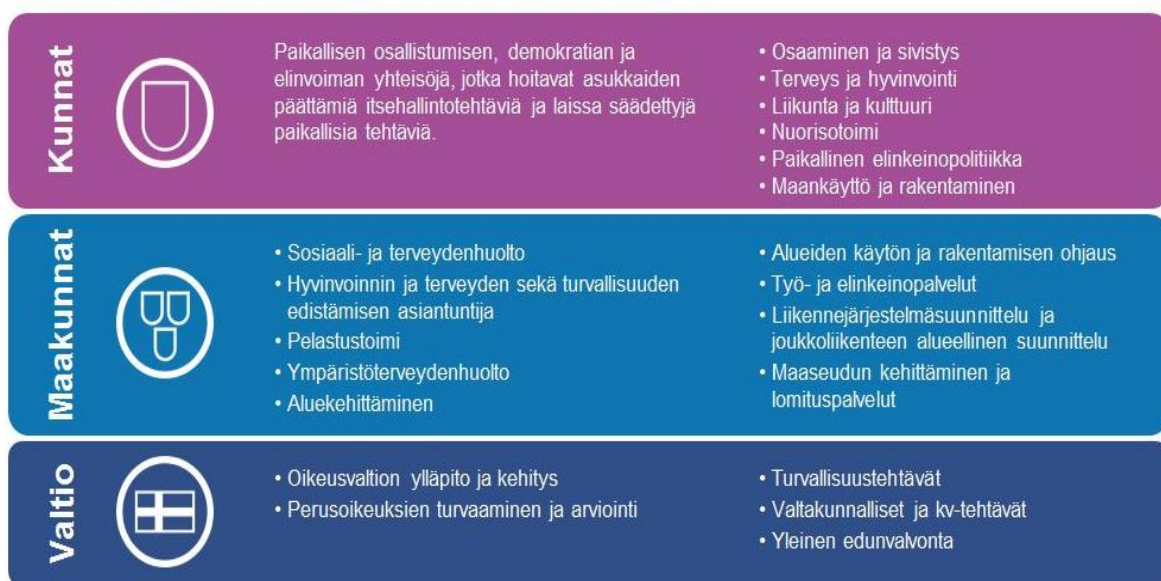 Kunnat
Paikallisen osallistumisen, demokratian ja
elinvoiman yhteisöjä, jotka hoitavat asukkaiden
päättämiä itsehallintotehtäviä ja laissa säädettyjä
paikallisia tehtäviä.
• Osaaminen ja sivistys
• Terveys ja hyvinvointi
• Liikunta ja kulttuuri
• Nuorisotoimi
• Paikallinen elinkeinopolitiikka
• Maankäyttö ja rakentaminen
Maakunnat
• Sosiaali- ja terveydenhuolto
• Hyvinvoinnin ja terveyden sekä turvallisuuden
edistämisen asiantuntija
• Pelastustoimi
• Ympäristöterveydenhuolto
• Aluekehittäminen
• Alueiden käytön ja rakentamisen ohjaus
• Työ- ja elinkeinopalvelut
• Liikennejärjestelmäsuunnittelu ja
joukkoliikenteen alueellinen suunnittelu
• Maaseudun kehittäminen ja
lomituspalvelut
Valtio
• Oikeusvaltion ylläpito ja kehitys
• Perusoikeuksien turvaaminen ja arviointi
• Turvallisuustehtävät
• Valtakunnalliset ja kv-tehtävät
• Yleinen edunvalvonta